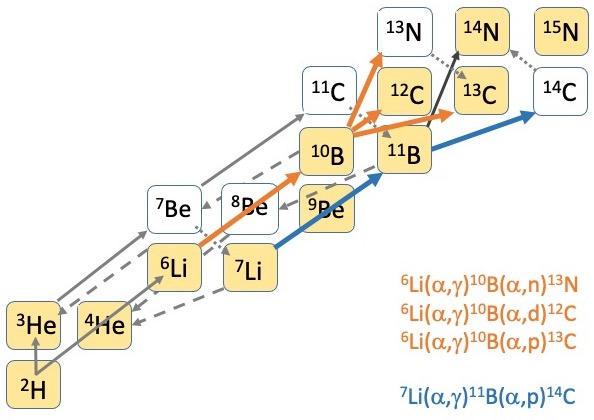 ¹³N ¹⁴N ¹⁵N
¹¹C ¹²C ¹³C ¹⁴C
¹⁰B ¹¹B
⁷Be ⁸Be ⁹Be
⁶Li ⁷Li
³He ⁴He
²H
⁶Li(α,γ)¹⁰B(α,n)¹³N
⁶Li(α,γ)¹⁰B(α,d)¹²C
⁶Li(α,γ)¹⁰B(α,p)¹³C
⁷Li(α,γ)¹¹B(α,p)¹⁴C